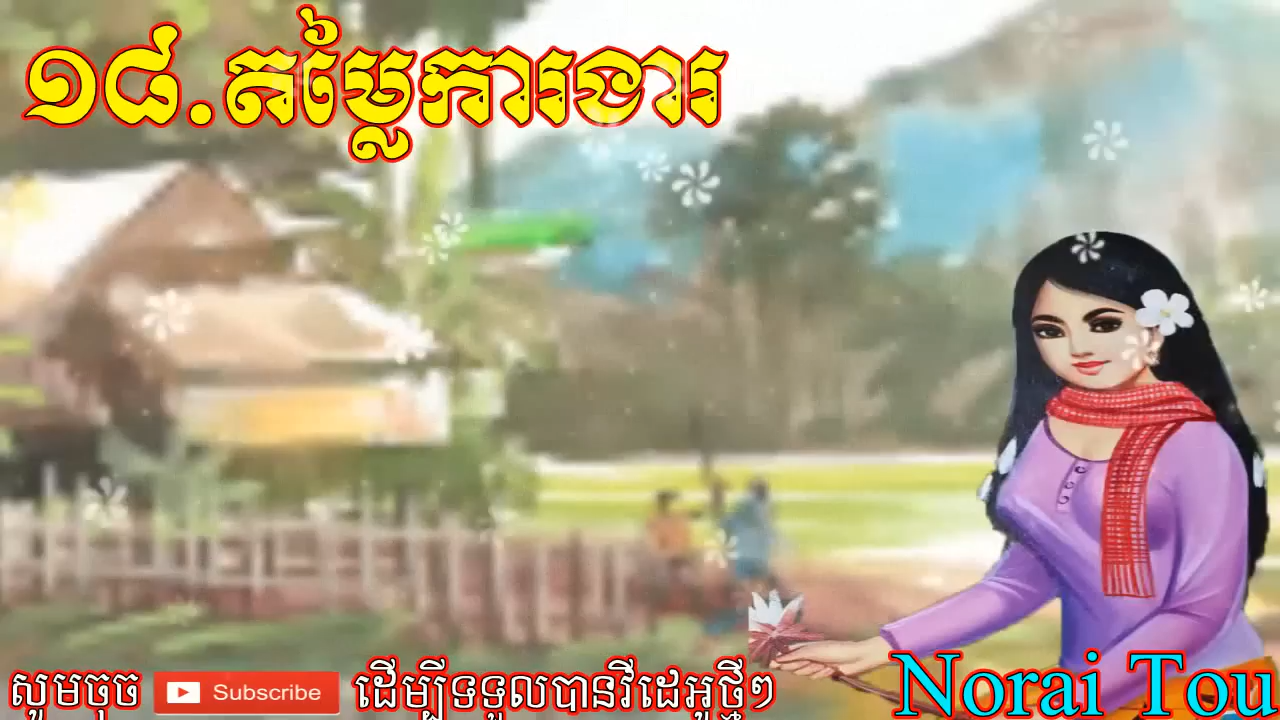 ១៨.តម្លៃការងារ
សូមចុច Subscribe ដើម្បីទទួលបានវីដេអូថ្មីៗ
Norai Tou